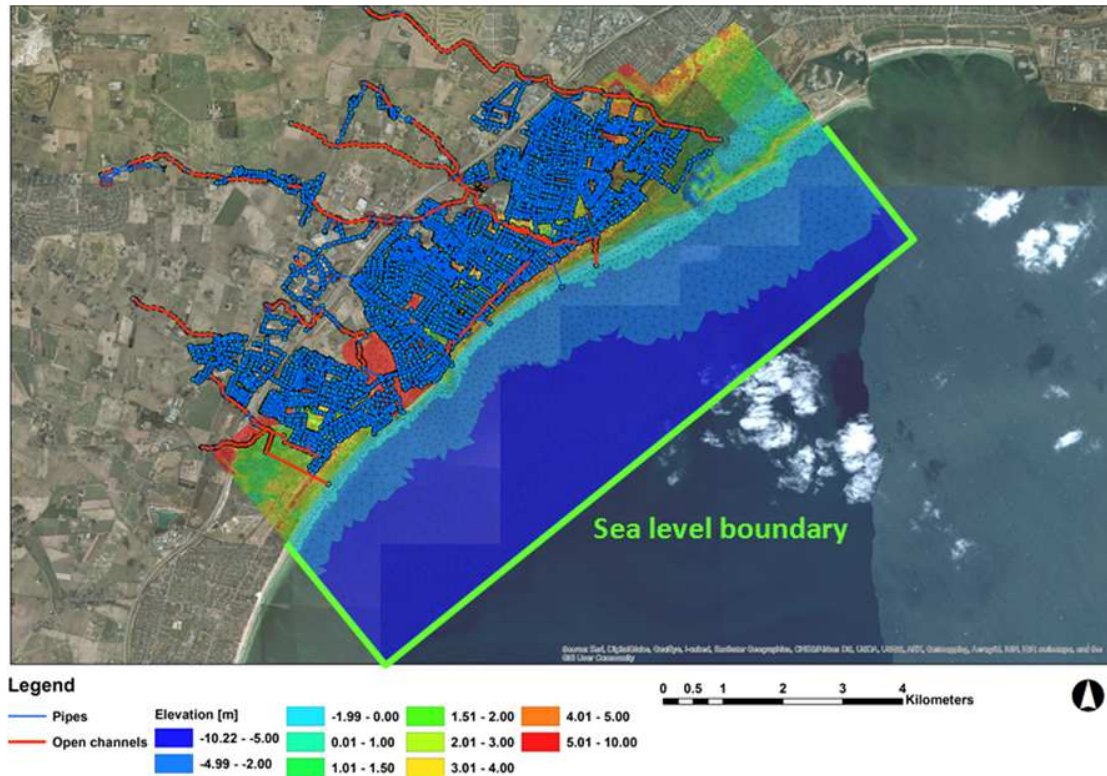 Sea level boundary
Legend
Pipes
Open channels
Elevation [m]
-10.22 - -5.00
-4.99 - -2.00
-1.99 - 0.00
0.01 - 1.00
1.01 - 1.50
1.51 - 2.00
2.01 - 3.00
3.01 - 4.00
4.01 - 5.00
5.01 - 10.00
0 0.5 1 2 3 4
Kilometers